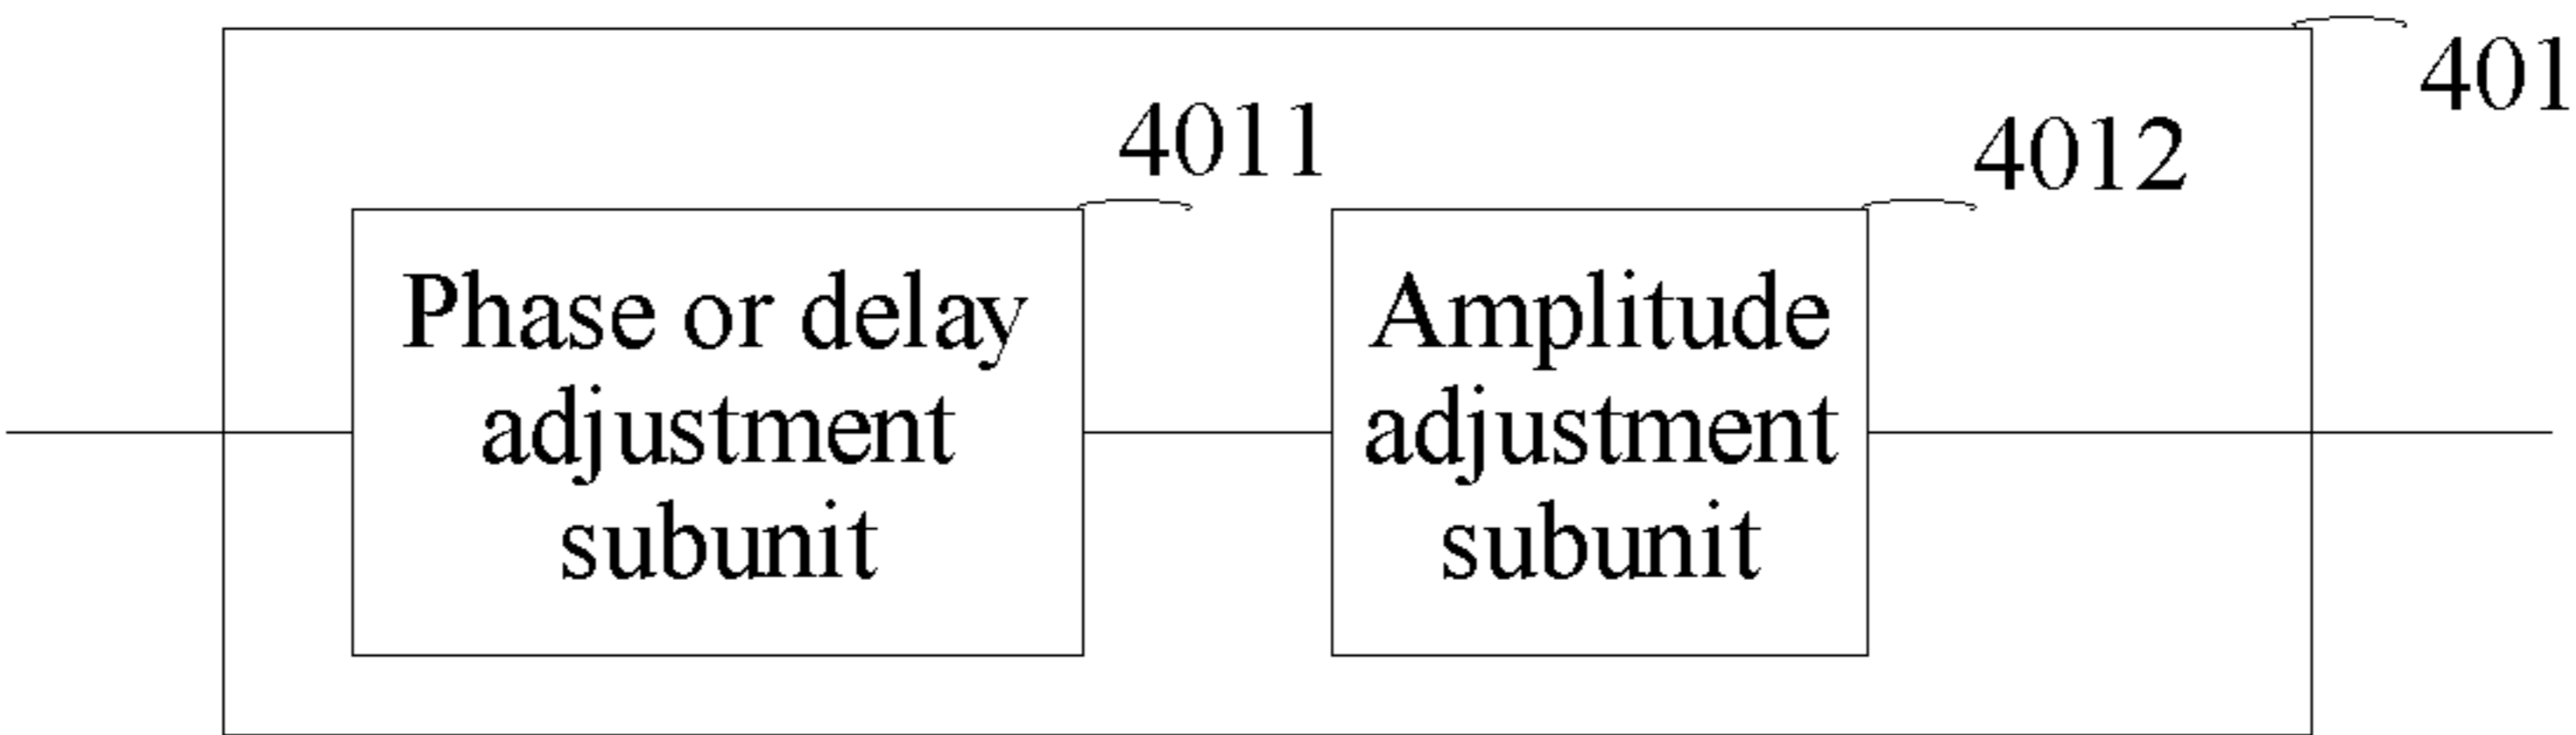 401
4011
4012
Phase or delay
adjustment
subunit
Amplitude
adjustment
subunit